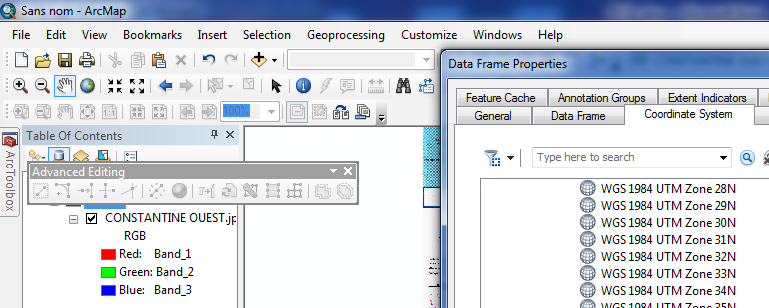 Sans nom - ArcMap
File Edit View Bookmarks Insert Selection Geoprocessing Customize Windows
Data Frame Properties
Feature Cache Annotation Groups Extent Indicators
General Data Frame Coordinate System
100%
Table Of Contents
ArcToolbox
Type here to search
Advanced Editing
CONSTANTINE OUEST.jp
RGB
Red: Band_1
Green: Band_2
Blue: Band_3
WGS 1984 UTM Zone 28N
WGS 1984 UTM Zone 29N
WGS 1984 UTM Zone 30N
WGS 1984 UTM Zone 31N
WGS 1984 UTM Zone 32N
WGS 1984 UTM Zone 33N
WGS 1984 UTM Zone 34N
WGS 1984 UTM Zone 35N